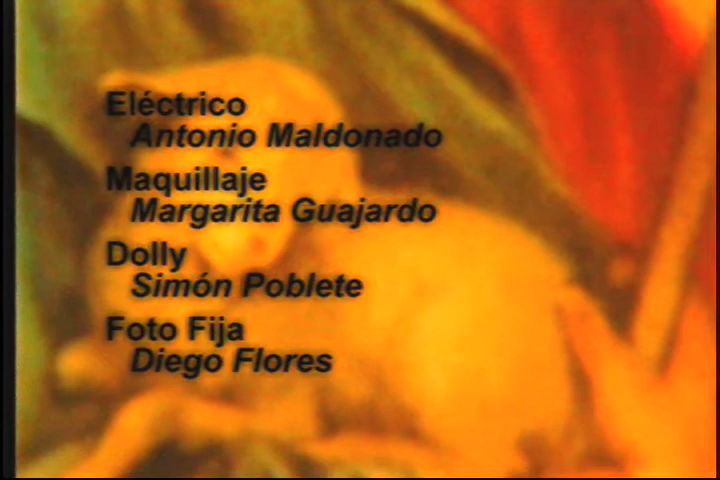 Eléctrico
Antonio Maldonado
Maquillaje
Margarita Guajardo
Dolly
Simón Poblete
Foto Fija
Diego Flores